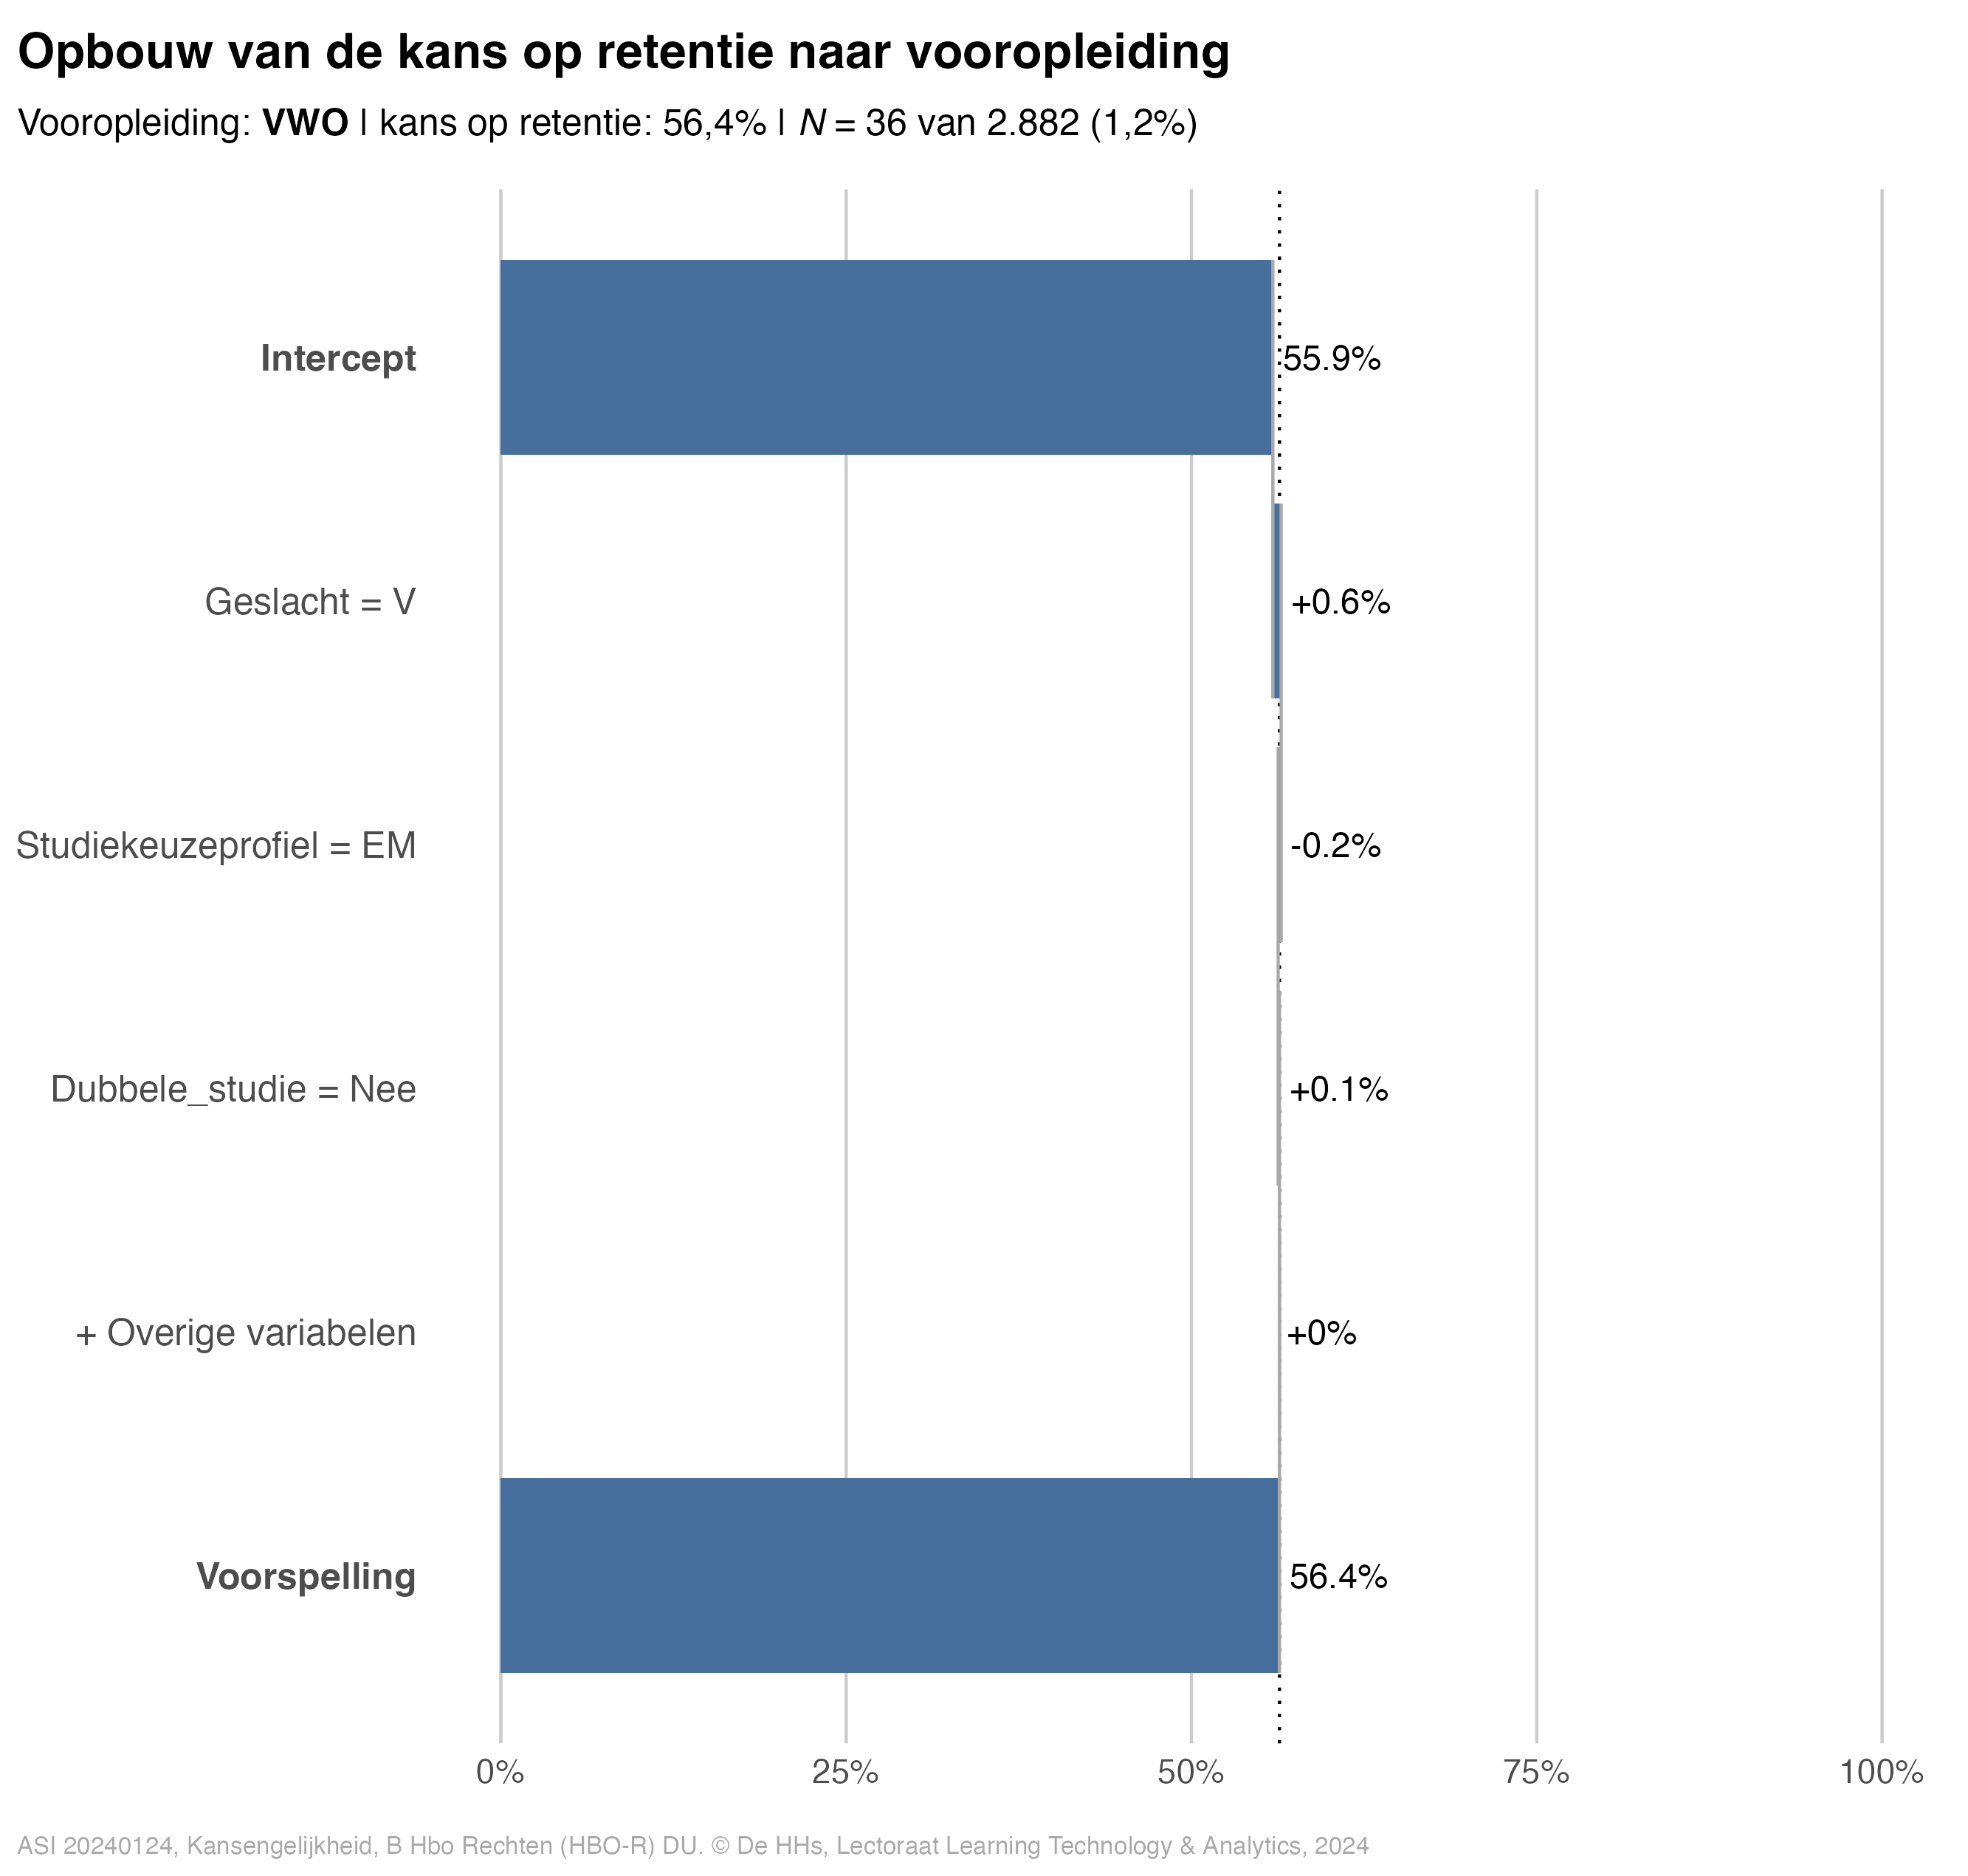 Opbouw van de kans op retentie naar vooropleiding
Vooropleiding: VWO | kans op retentie: 56,4% | N = 36 van 2.882 (1,2%)
Intercept
55.9%
Geslacht = V
+0.6%
Studiekeuzeprofiel = EM
-0.2%
Dubbele_studie = Nee
+0.1%
+ Overige variabelen
+0%
Voorspelling
56.4%
0% 25% 50% 75% 100%
ASI 20240124, Kansengelijkheid, B Hbo Rechten (HBO-R) DU. © De HHs, Lectoraat Learning Technology & Analytics, 2024